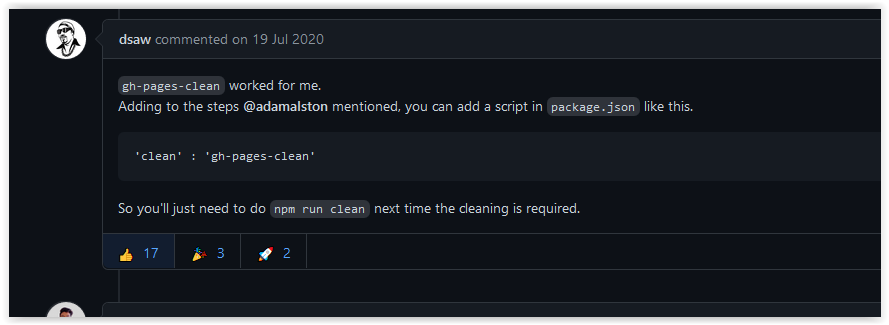 dsaw commented on 19 Jul 2020
gh-pages-clean worked for me.
Adding to the steps @adamalston mentioned, you can add a script in package.json like this.
'clean' : 'gh-pages-clean'
So you'll just need to do npm run clean next time the cleaning is required.
👍 17 🎉 3 🚀 2